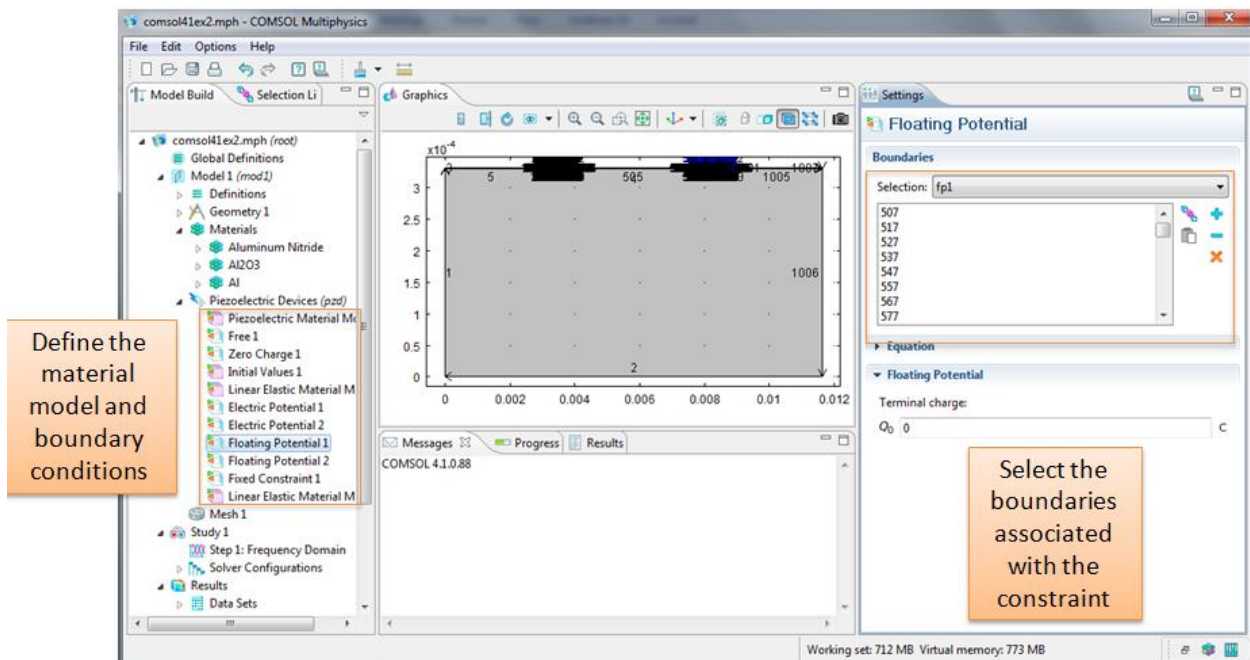 comsol41ex2.mph - COMSOL Multiphysics
File Edit Options Help
Model Build
Selection Li
comsol41ex2.mph (root)
Global Definitions
Model 1 (mod1)
Definitions
Geometry 1
Materials
Aluminum Nitride
Al2O3
Al
Piezoelectric Devices (pzd)
Piezoelectric Material Mo
Free 1
Zero Charge 1
Initial Values 1
Linear Elastic Material M
Electric Potential 1
Electric Potential 2
Floating Potential 1
Floating Potential 2
Fixed Constraint 1
Linear Elastic Material M
Mesh 1
Study 1
Step 1: Frequency Domain
Solver Configurations
Results
Data Sets
Define the
material
model and
boundary
conditions
Graphics
x10⁻⁴
3
2.5
2
1.5
1
0.5
0
5 505 1005
1 1006
2
0 0.002 0.004 0.006 0.008 0.01 0.012
Messages Progress Results
COMSOL 4.1.0.88
Settings
Floating Potential
Boundaries
Selection: fp1
507
517
527
537
547
557
567
577
Equation
Floating Potential
Terminal charge:
Q₀ 0 C
Select the
boundaries
associated
with the
constraint
Working set: 712 MB Virtual memory: 773 MB